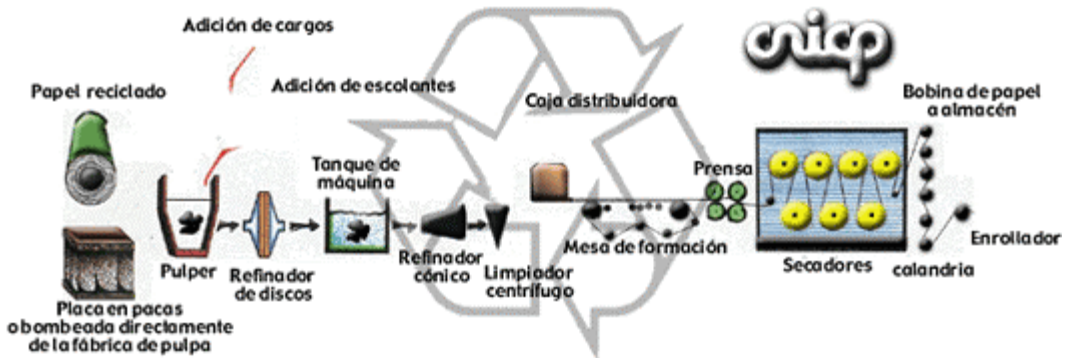 Adición de cargos
Papel reciclado
Adición de escolantes
Pulper
Refinador
de discos
Placa en pacas
o bombeada directamente
de la fábrica de pulpa
Tanque de
máquina
Refinador
cónico
Limpiador
centrífugo
Caja distribuidora
Mesa de formación
Prensa
cnicp
Secadores
Bobina de papel
a almacén
calandria
Enrollador